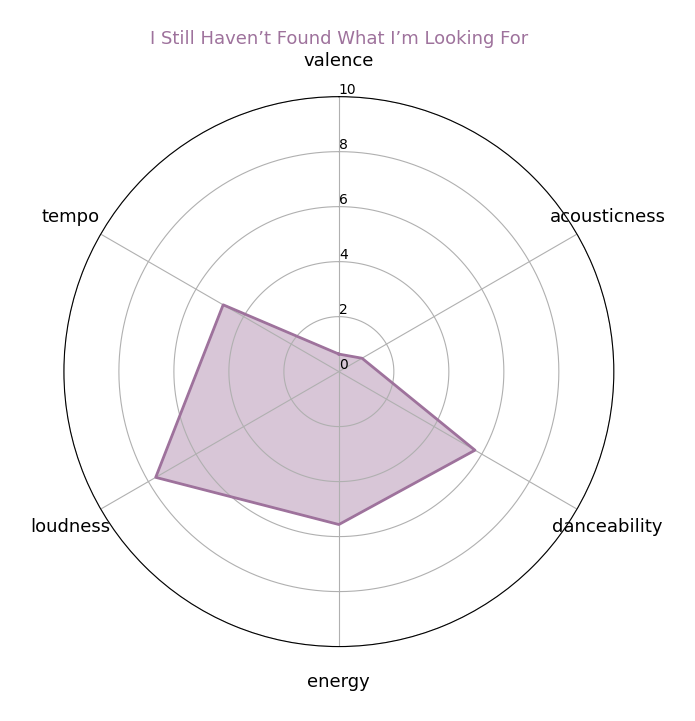 I Still Haven’t Found What I’m Looking For
valence
10
8
6
4
2
0
tempo
acousticness
loudness
danceability
energy